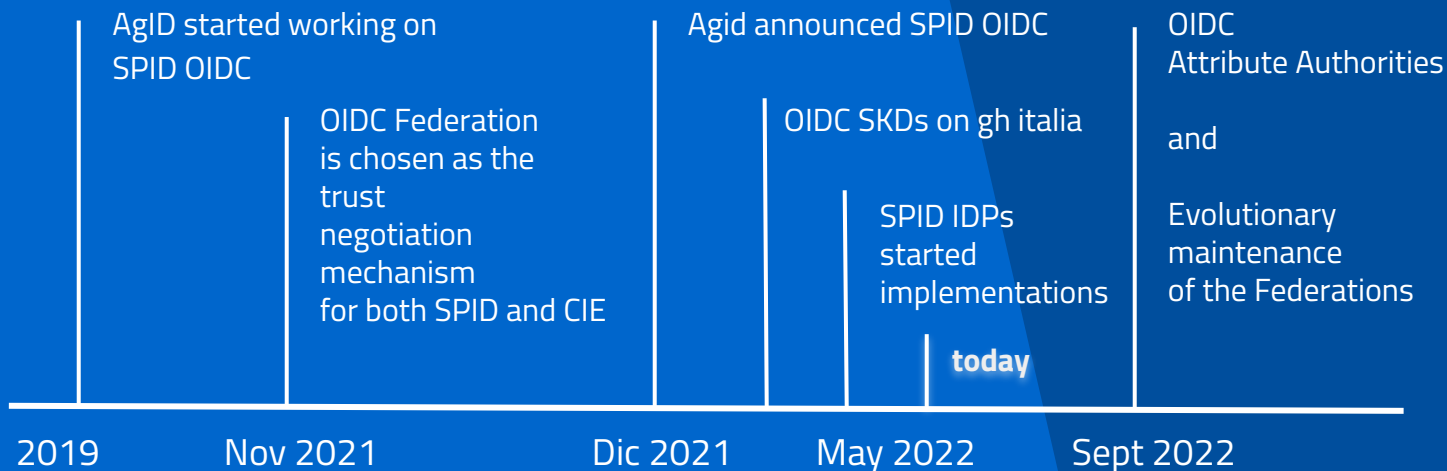 AgID started working on
SPID OIDC
OIDC Federation
is chosen as the
trust
negotiation
mechanism
for both SPID and CIE
Agid announced SPID OIDC
OIDC SKDs on gh italia
SPID IDPs
started
implementations
today
OIDC
Attribute Authorities
and
Evolutionary
maintenance
of the Federations
2019
Nov 2021
Dic 2021
May 2022
Sept 2022